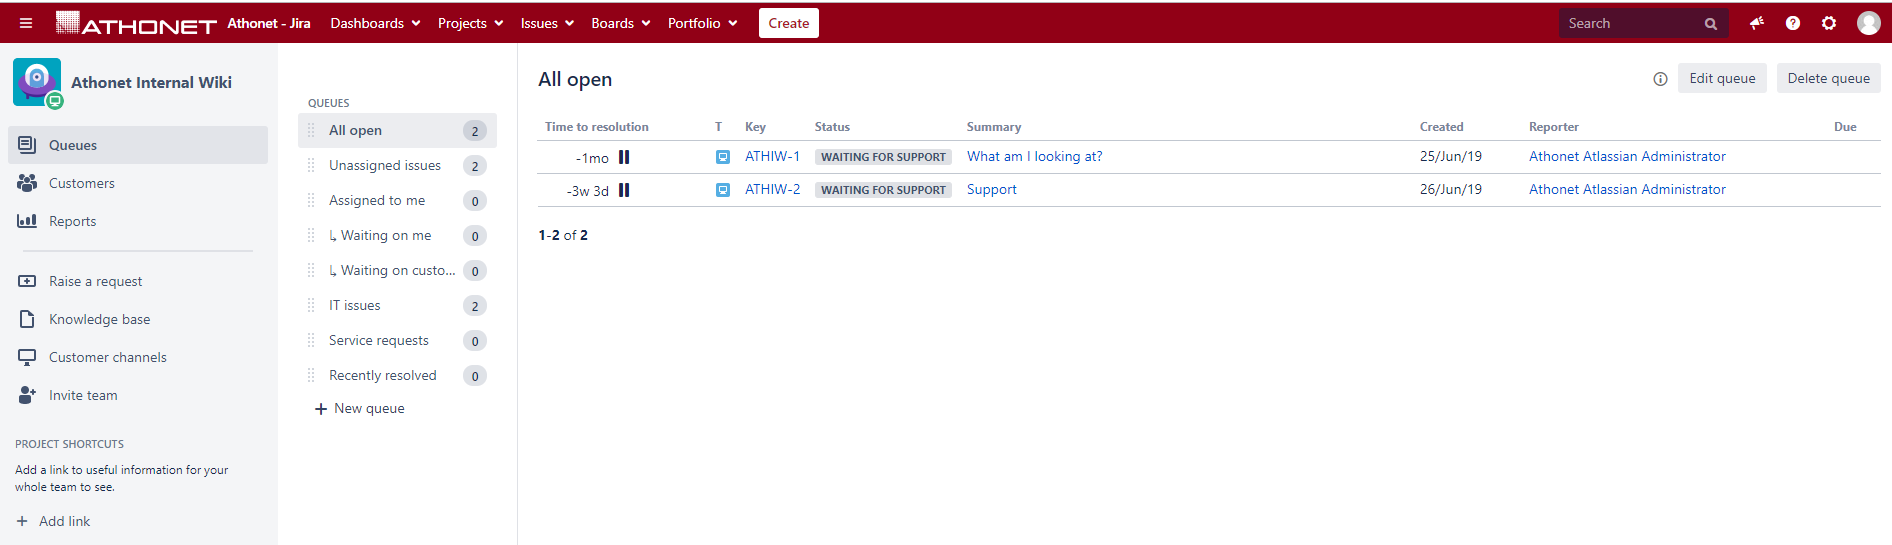 ATHONET Athonet - Jira Dashboards Projects Issues Boards Portfolio Create Search
Athonet Internal Wiki
Queues
Customers
Reports
Raise a request
Knowledge base
Customer channels
Invite team
PROJECT SHORTCUTS
Add a link to useful information for your
whole team to see.
+ Add link
QUEUES
All open 2
Unassigned issues 2
Assigned to me 0
↳ Waiting on me 0
↳ Waiting on custo... 0
IT issues 2
Service requests 0
Recently resolved 0
+ New queue
All open
Edit queue Delete queue
Time to resolution T Key Status Summary Created Reporter Due
-1mo ATHIW-1 WAITING FOR SUPPORT What am I looking at? 25/Jun/19 Athonet Atlassian Administrator
-3w 3d ATHIW-2 WAITING FOR SUPPORT Support 26/Jun/19 Athonet Atlassian Administrator
1-2 of 2